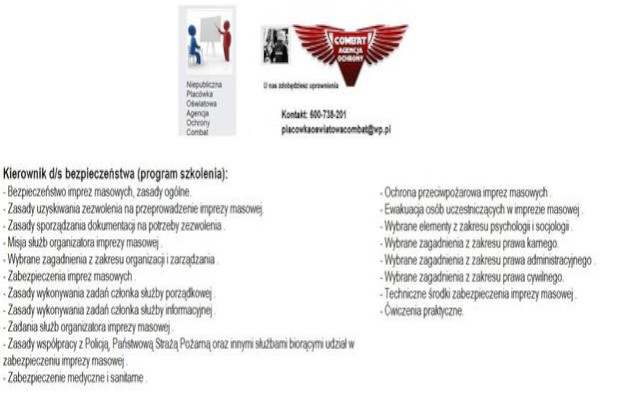 Niepubliczna
Placówka
Oświatowa
Agencja
Ochrony
Combat
COMBAT
AGENCJA
OCHRONY
U nas zdobędziesz uprawnienia
Kontakt: 600-738-201
placowkaoswiatowacombat@wp.pl
Kierownik d/s bezpieczeństwa (program szkolenia):
- Bezpieczeństwo imprez masowych, zasady ogólne.
- Zasady uzyskiwania zezwolenia na przeprowadzenie imprezy masowej.
- Zasady sporządzania dokumentacji na potrzeby zezwolenia .
- Misja służb organizatora imprezy masowej .
- Wybrane zagadnienia z zakresu organizacji i zarządzania .
- Zabezpieczenia imprez masowych .
- Zasady wykonywania zadań członka służby porządkowej .
- Zasady wykonywania zadań członka służby informacyjnej .
- Zadania służb organizatora imprezy masowej .
- Zasady współpracy z Policją, Państwową Strażą Pożarną oraz innymi służbami biorącymi udział w
zabezpieczeniu imprezy masowej .
- Zabezpieczenie medyczne i sanitarne .
- Ochrona przeciwpożarowa imprez masowych .
- Ewakuacja osób uczestniczących w imprezie masowej .
- Wybrane elementy z zakresu psychologii i socjologii .
- Wybrane zagadnienia z zakresu prawa karnego.
- Wybrane zagadnienia z zakresu prawa administracyjnego .
- Wybrane zagadnienia z zakresu prawa cywilnego.
- Techniczne środki zabezpieczenia imprezy masowej .
- Ćwiczenia praktyczne.